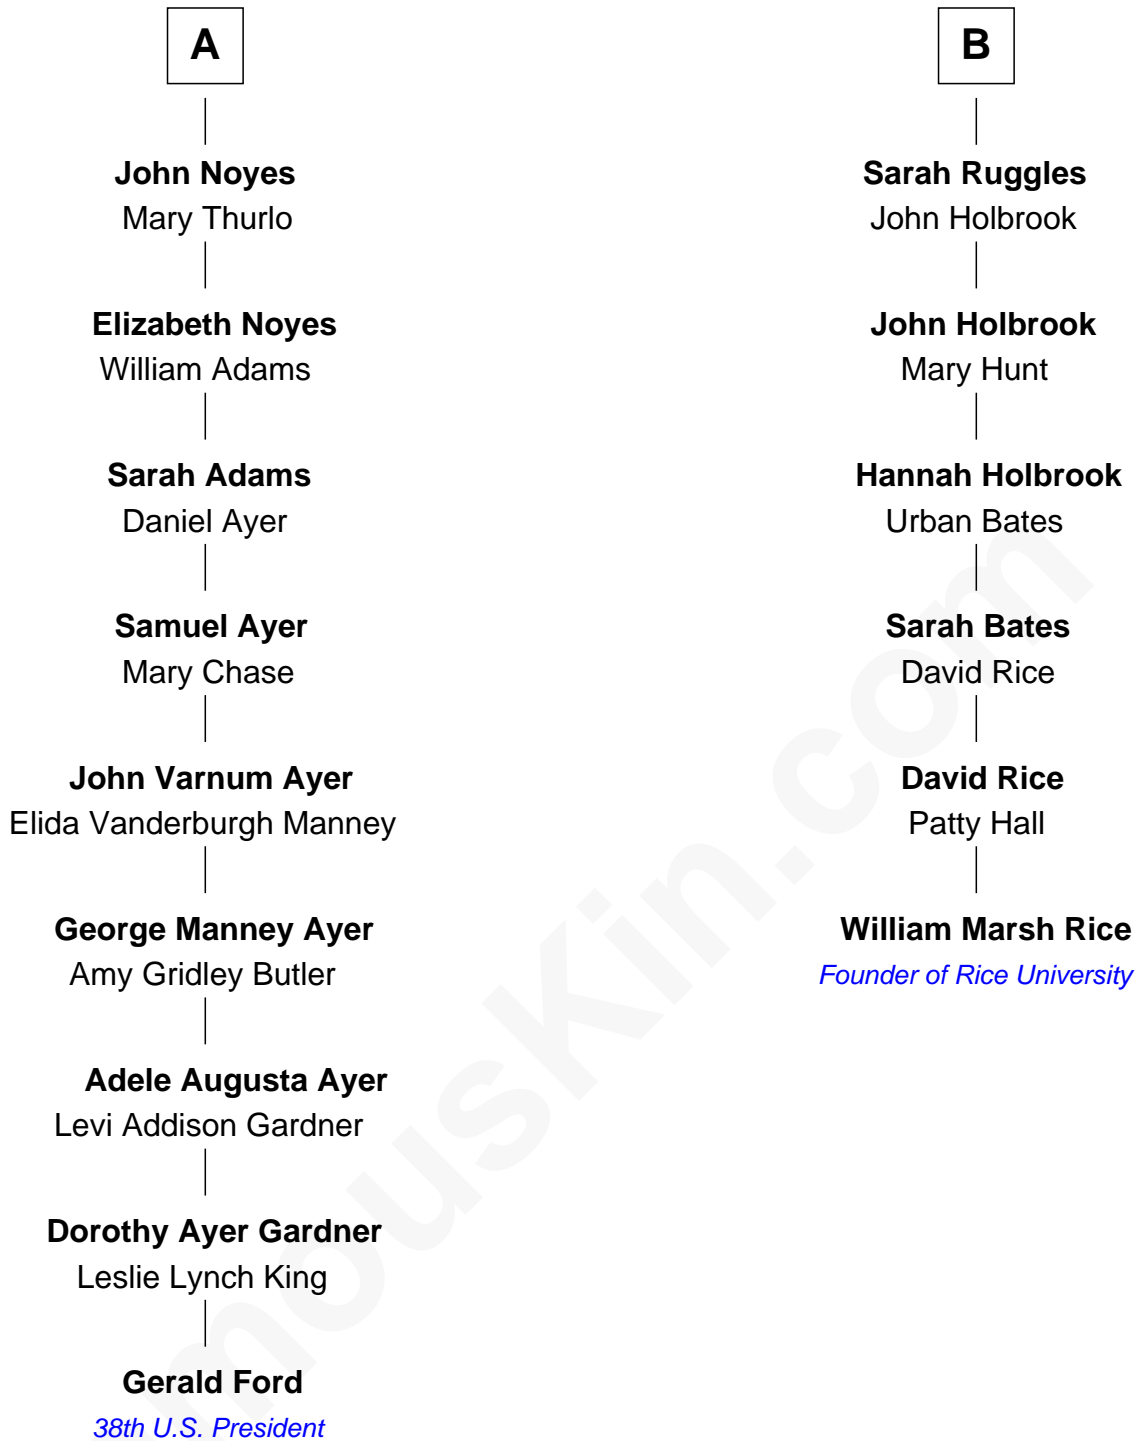 A
John Noyes
Mary Thurlo
Elizabeth Noyes
William Adams
Sarah Adams
Daniel Ayer
Samuel Ayer
Mary Chase
John Varnum Ayer
Elida Vanderburgh Manney
George Manney Ayer
Amy Gridley Butler
Adele Augusta Ayer
Levi Addison Gardner
Dorothy Ayer Gardner
Leslie Lynch King
Gerald Ford
38th U.S. President
B
Sarah Ruggles
John Holbrook
John Holbrook
Mary Hunt
Hannah Holbrook
Urban Bates
Sarah Bates
David Rice
David Rice
Patty Hall
William Marsh Rice
Founder of Rice University
mousKin.com